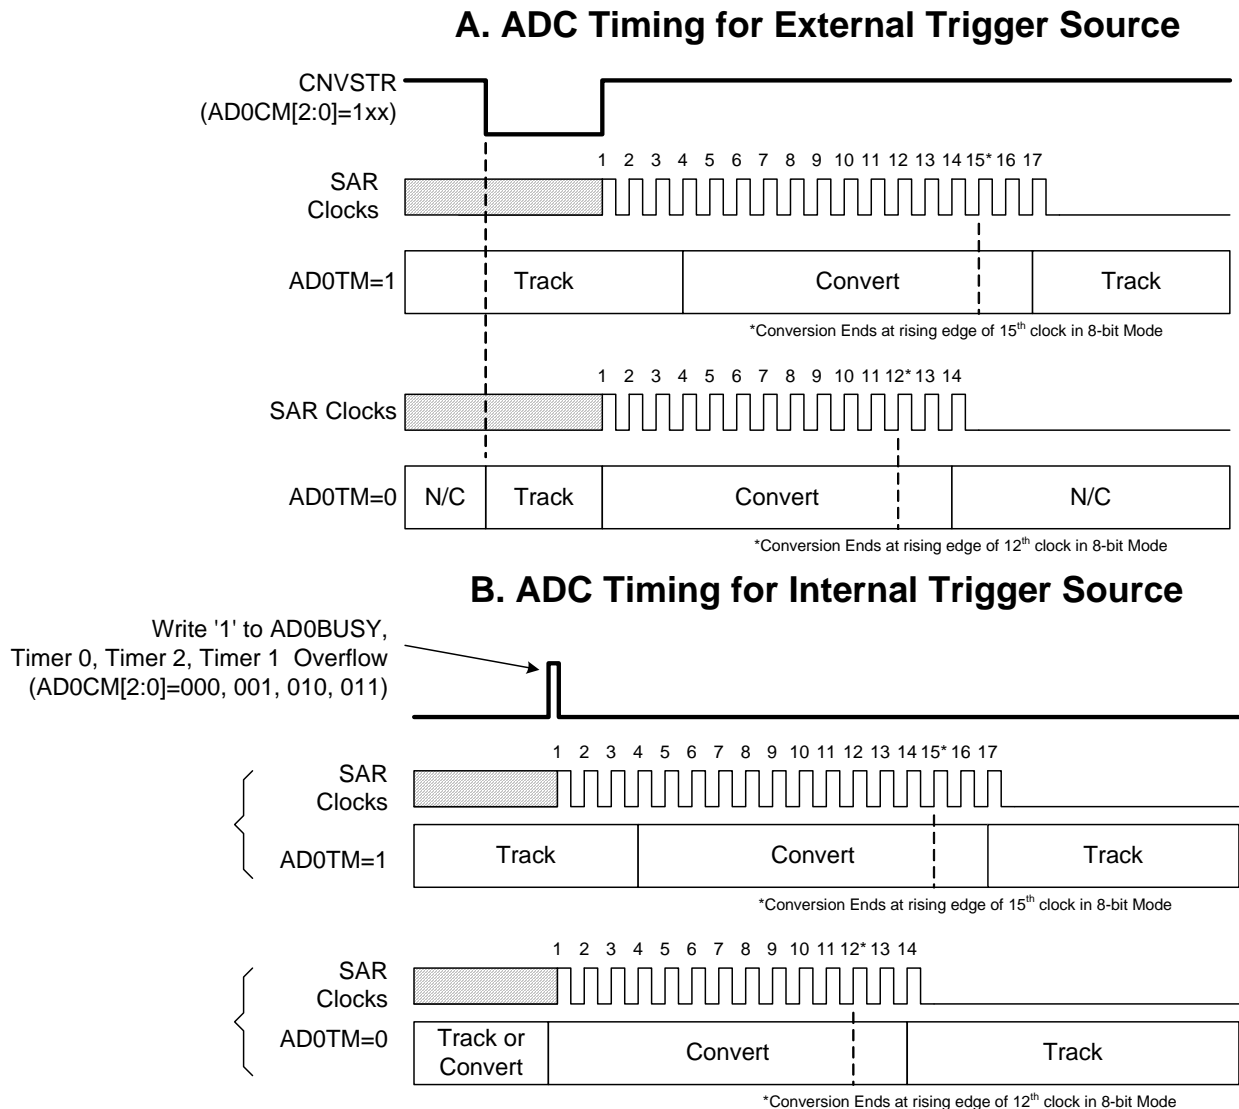 A. ADC Timing for External Trigger Source
CNVSTR
(AD0CM[2:0]=1xx)
1 2 3 4 5 6 7 8 9 10 11 12 13 14 15* 16 17
SAR
Clocks
AD0TM=1 Track Convert Track
*Conversion Ends at rising edge of 15th clock in 8-bit Mode
1 2 3 4 5 6 7 8 9 10 11 12* 13 14
SAR Clocks
AD0TM=0 N/C Track Convert N/C
*Conversion Ends at rising edge of 12th clock in 8-bit Mode
B. ADC Timing for Internal Trigger Source
Write '1' to AD0BUSY,
Timer 0, Timer 2, Timer 1 Overflow
(AD0CM[2:0]=000, 001, 010, 011)
1 2 3 4 5 6 7 8 9 10 11 12 13 14 15* 16 17
SAR
Clocks
AD0TM=1 Track Convert Track
*Conversion Ends at rising edge of 15th clock in 8-bit Mode
1 2 3 4 5 6 7 8 9 10 11 12* 13 14
SAR
Clocks
AD0TM=0 Track or Convert Convert Track
*Conversion Ends at rising edge of 12th clock in 8-bit Mode